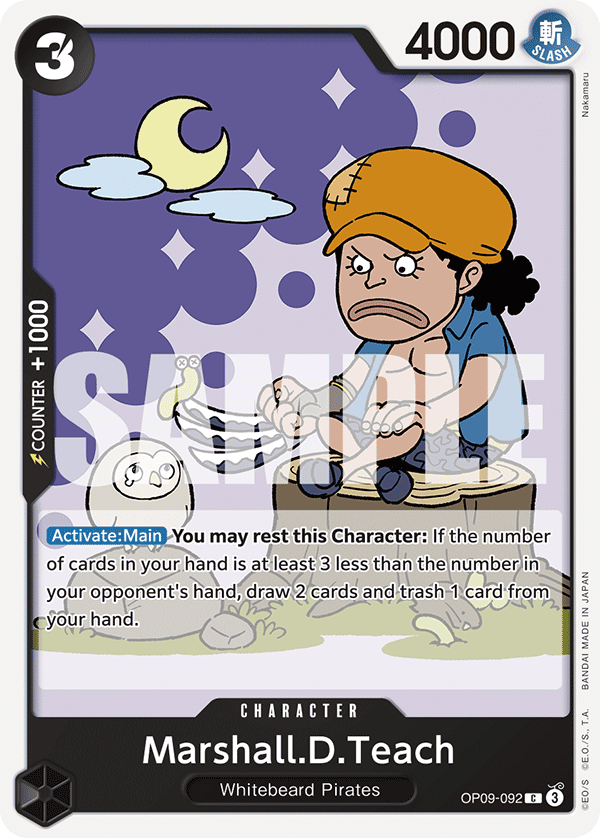 3
4000
斬
SLASH
Nakamaru
COUNTER +1000
SAMPLE
Activate:Main You may rest this Character: If the number
of cards in your hand is at least 3 less than the number in
your opponent's hand, draw 2 cards and trash 1 card from
your hand.
©EO/S ©E.O./S., T.A. BANDAI MADE IN JAPAN
CHARACTER
Marshall.D.Teach
Whitebeard Pirates
OP09-092 C 3